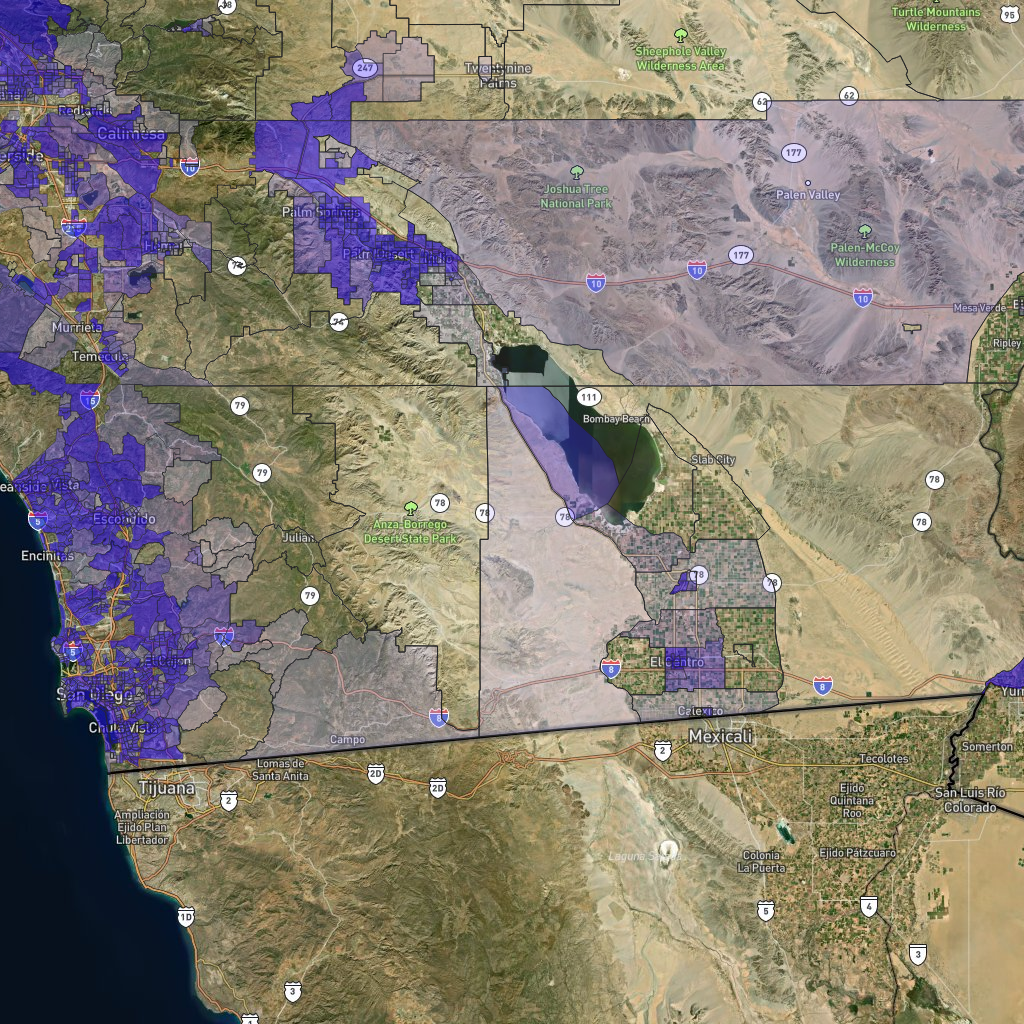 95
Turtle Mountains
Wilderness
Sheephole Valley
Wilderness Area
247
Twentynine
Palms
62
62
Redlands
Calimesa
177
10
Joshua Tree
National Park
Palen Valley
Palm Springs
Palen-McCoy
Wilderness
Hemet
Palm Desert
Indio
177
10
10
10
74
Mesa Verde
74
Murrieta
Ripley
Temecula
15
79
111
Bombay Beach
79
Slab City
78
Vista
78
78
78
78
5
Escondido
Anza-Borrego
Desert State Park
Encinitas
Julian
78
78
79
8
5
El Cajon
El Centro
8
8
San Diego
Calexico
8
Chula Vista
Campo
Mexicali
2
Somerton
Lomas de
Santa Anita
2D
2D
Tecolotes
Tijuana
2
Ejido
Quintana
Roo
San Luis Río
Colorado
Ampliación
Ejido Plan
Libertador
Laguna Salada
Colonia
La Puerta
Ejido Pátzcuaro
1D
5
4
3
3
1